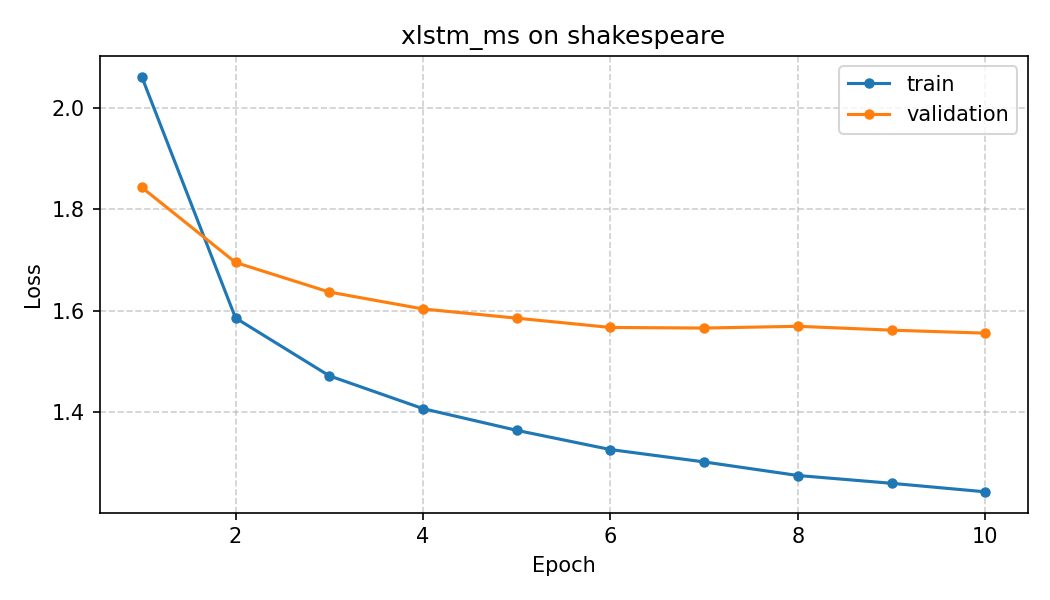 xlstm_ms on shakespeare
train
validation
Loss
2.0
1.8
1.6
1.4
2 4 6 8 10
Epoch